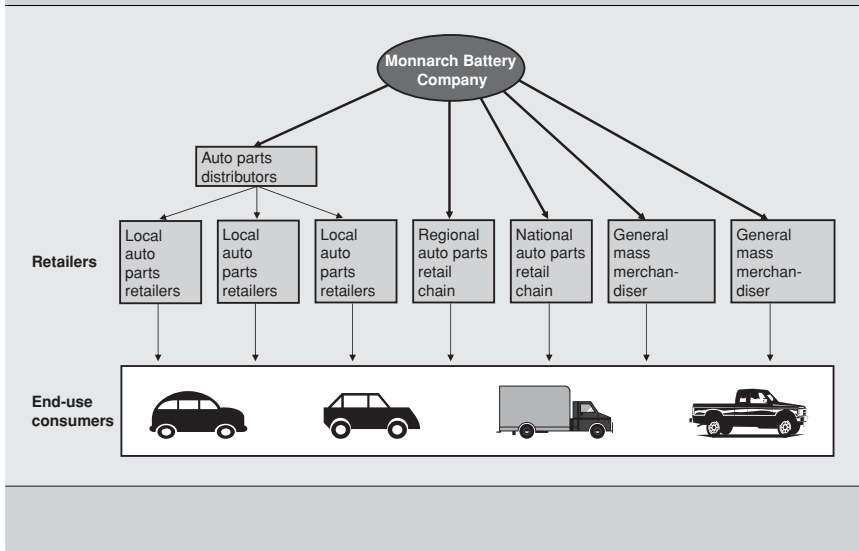 Monnarch Battery
Company
Auto parts
distributors
Retailers
Local
auto
parts
retailers
Local
auto
parts
retailers
Local
auto
parts
retailers
Regional
auto parts
retail
chain
National
auto parts
retail
chain
General
mass
merchan-
diser
General
mass
merchan-
diser
End-use
consumers